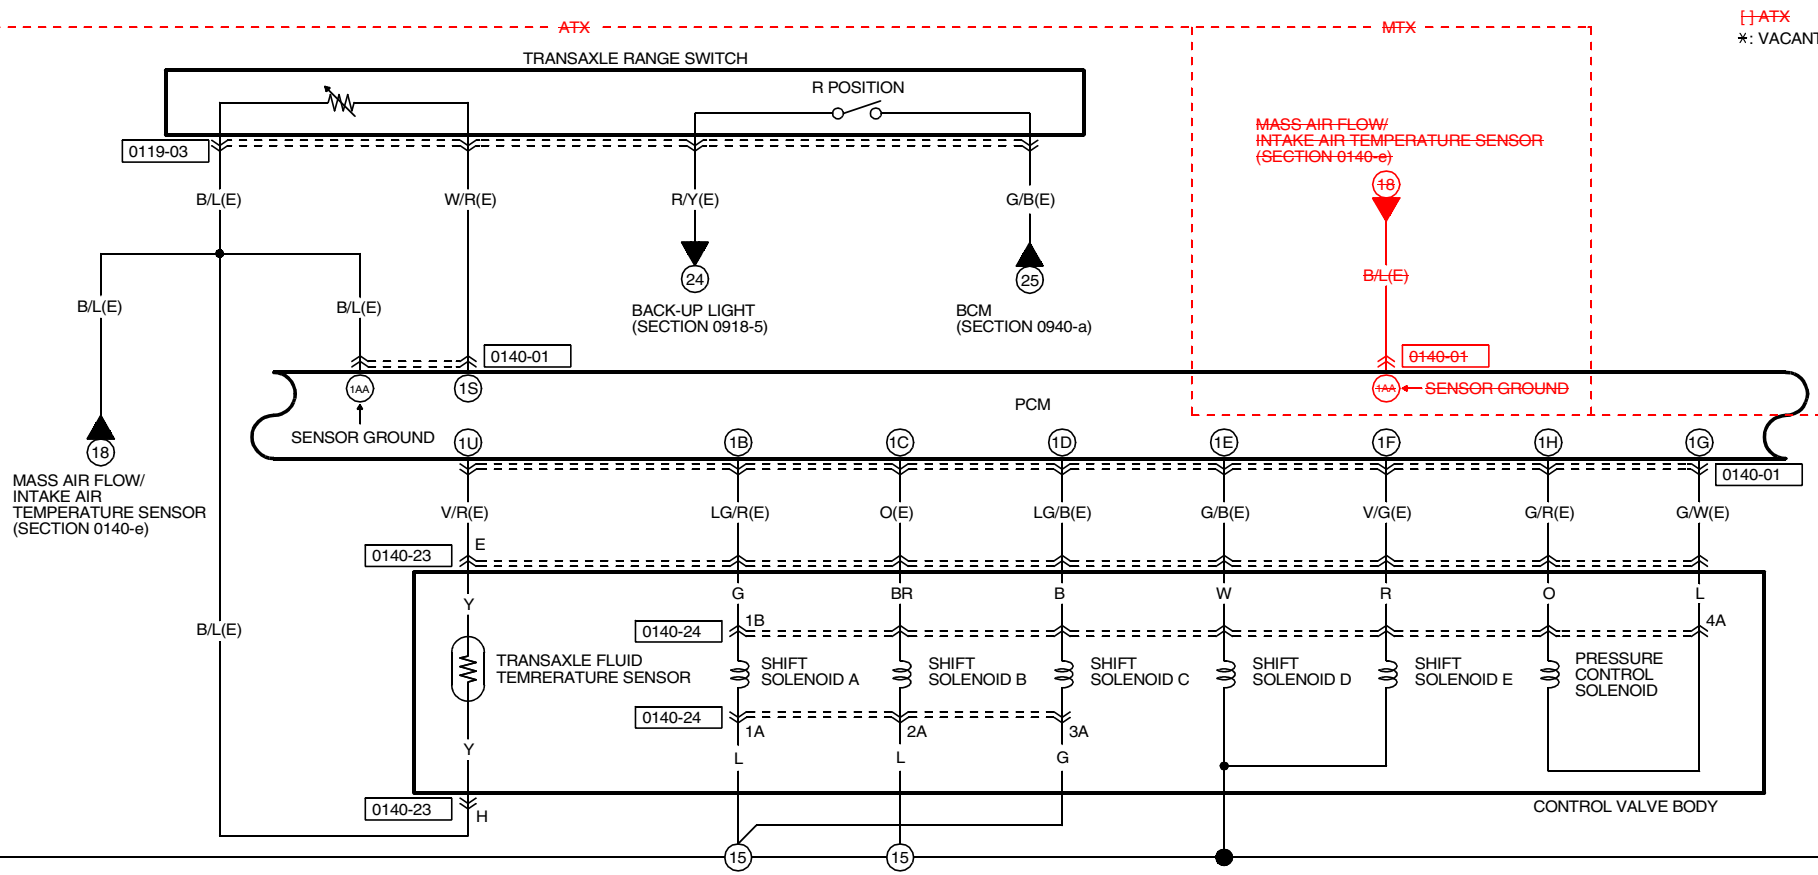 ATX
MTX
[ ] ATX
*: VACANT
TRANSAXLE RANGE SWITCH
R POSITION
MASS AIR FLOW/
INTAKE AIR TEMPERATURE SENSOR
(SECTION 0140-e)
18
0119-03
B/L(E)
W/R(E)
R/Y(E)
G/B(E)
B/L(E)
B/L(E)
B/L(E)
24
BACK-UP LIGHT
(SECTION 0918-5)
25
BCM
(SECTION 0940-a)
0140-01
0140-01
1AA
1S
1AA
SENSOR GROUND
PCM
SENSOR GROUND
18
MASS AIR FLOW/
INTAKE AIR
TEMPERATURE SENSOR
(SECTION 0140-e)
1U
1B
1C
1D
1E
1F
1H
1G
0140-01
V/R(E)
LG/R(E)
O(E)
LG/B(E)
G/B(E)
V/G(E)
G/R(E)
G/W(E)
0140-23
E
Y
G
BR
B
W
R
O
L
B/L(E)
0140-24
1B
4A
TRANSAXLE FLUID
TEMRERATURE SENSOR
SHIFT
SOLENOID A
SHIFT
SOLENOID B
SHIFT
SOLENOID C
SHIFT
SOLENOID D
SHIFT
SOLENOID E
PRESSURE
CONTROL
SOLENOID
0140-24
1A
2A
3A
Y
L
L
G
0140-23
H
CONTROL VALVE BODY
15
15